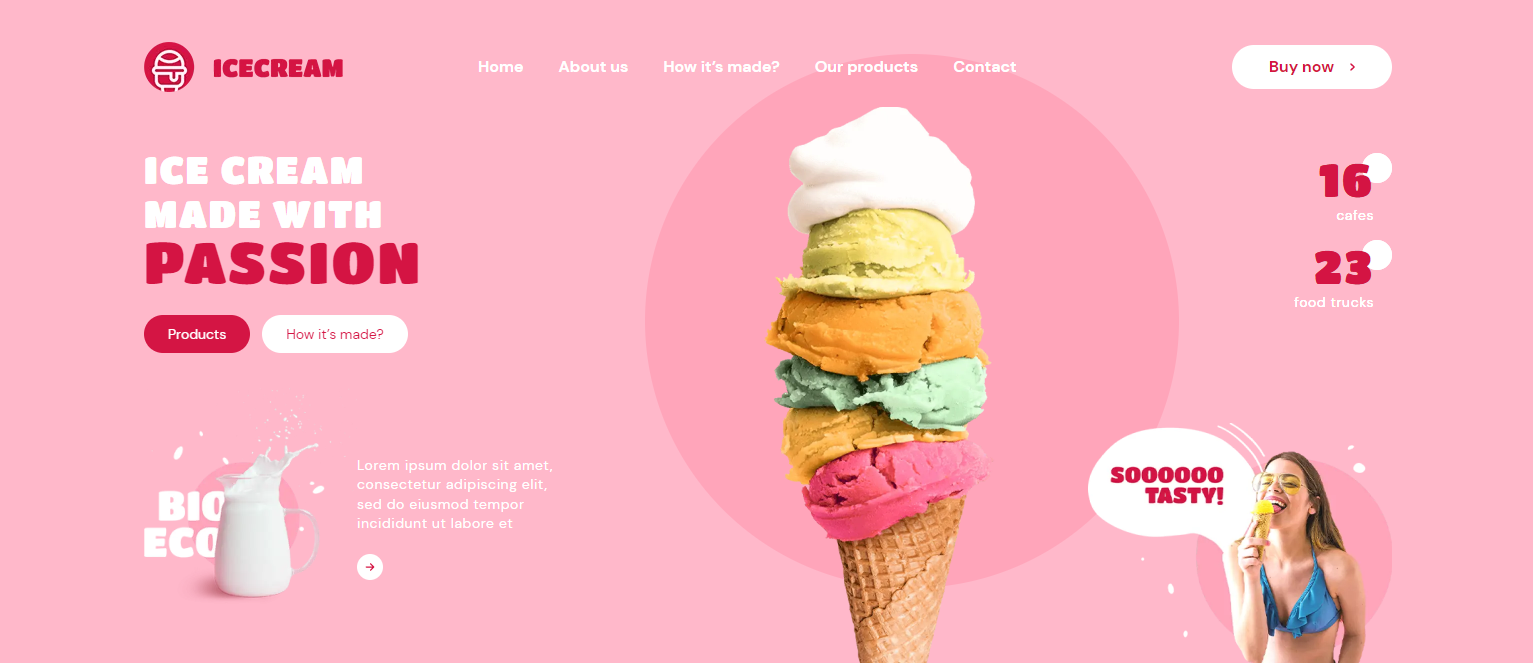 ICECREAM
Home
About us
How it's made?
Our products
Contact
Buy now
ICE CREAM
MADE WITH
PASSION
Products
How it's made?
16
cafes
23
food trucks
BIO
ECO
Lorem ipsum dolor sit amet,
consectetur adipiscing elit,
sed do eiusmod tempor
incididunt ut labore et
SOOOOOO
TASTY!